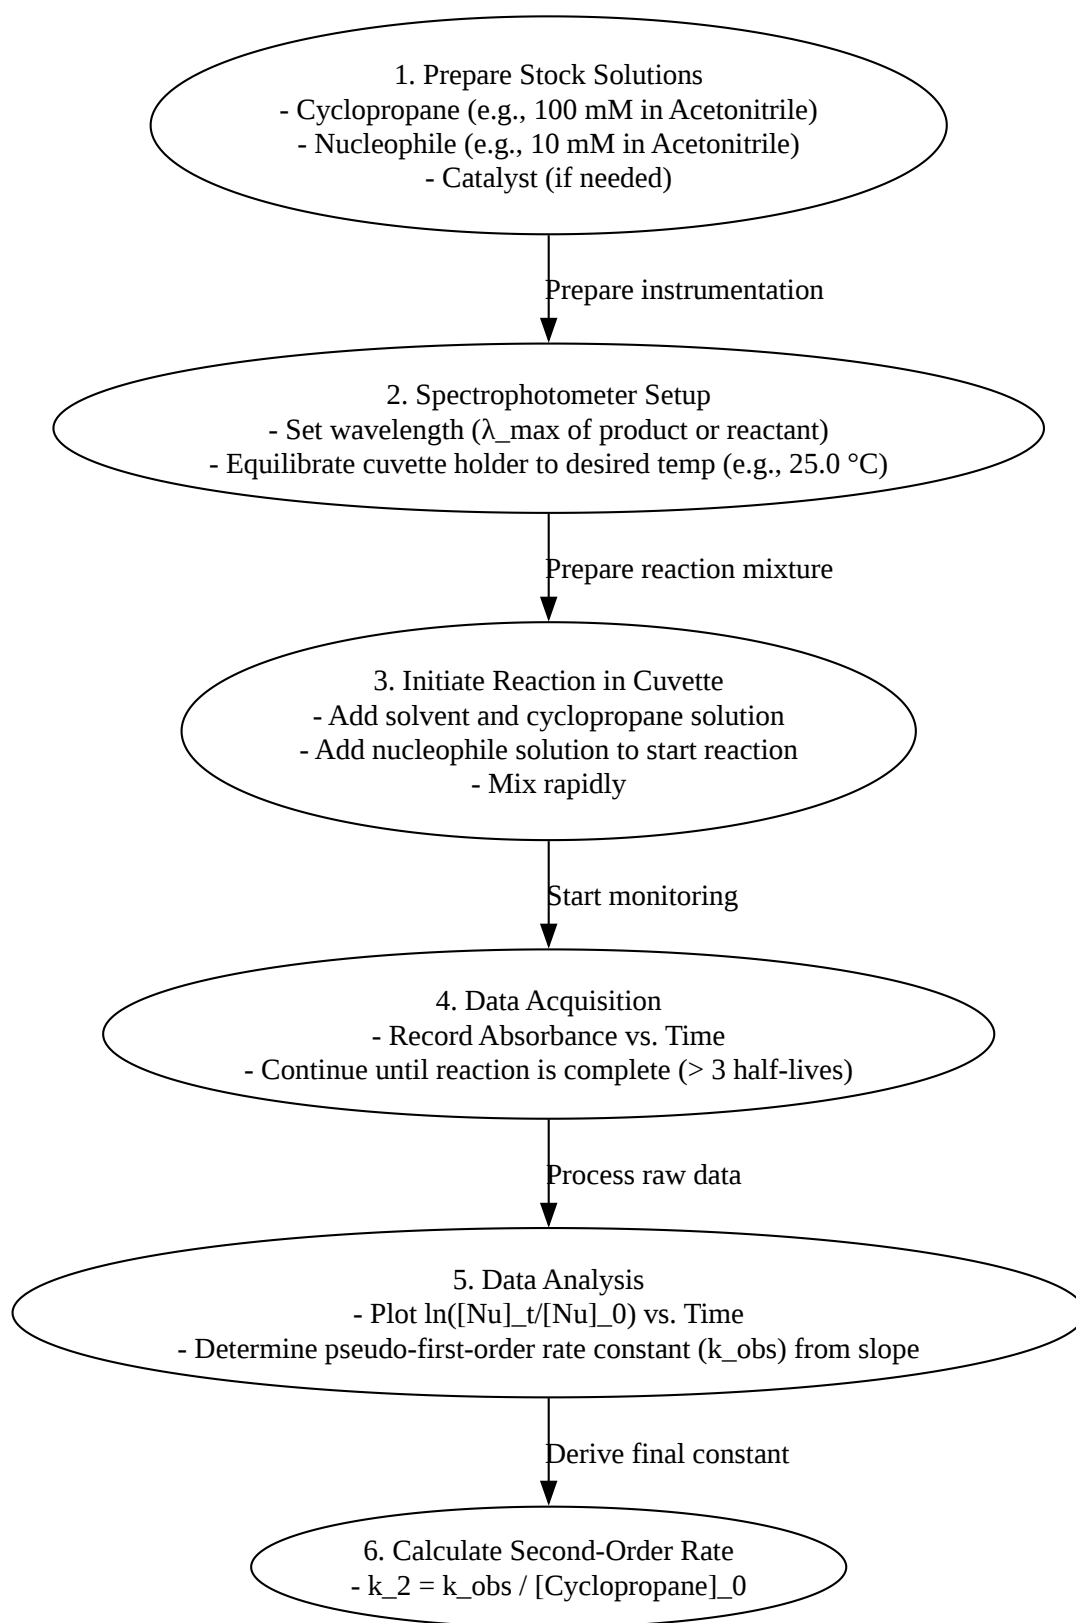 1. Prepare Stock Solutions
- Cyclopropane (e.g., 100 mM in Acetonitrile)
- Nucleophile (e.g., 10 mM in Acetonitrile)
- Catalyst (if needed)
Prepare instrumentation
2. Spectrophotometer Setup
- Set wavelength (λ_max of product or reactant)
- Equilibrate cuvette holder to desired temp (e.g., 25.0 °C)
Prepare reaction mixture
3. Initiate Reaction in Cuvette
- Add solvent and cyclopropane solution
- Add nucleophile solution to start reaction
- Mix rapidly
Start monitoring
4. Data Acquisition
- Record Absorbance vs. Time
- Continue until reaction is complete (> 3 half-lives)
Process raw data
5. Data Analysis
- Plot ln([Nu]_t/[Nu]_0) vs. Time
- Determine pseudo-first-order rate constant (k_obs) from slope
Derive final constant
6. Calculate Second-Order Rate
- k_2 = k_obs / [Cyclopropane]_0